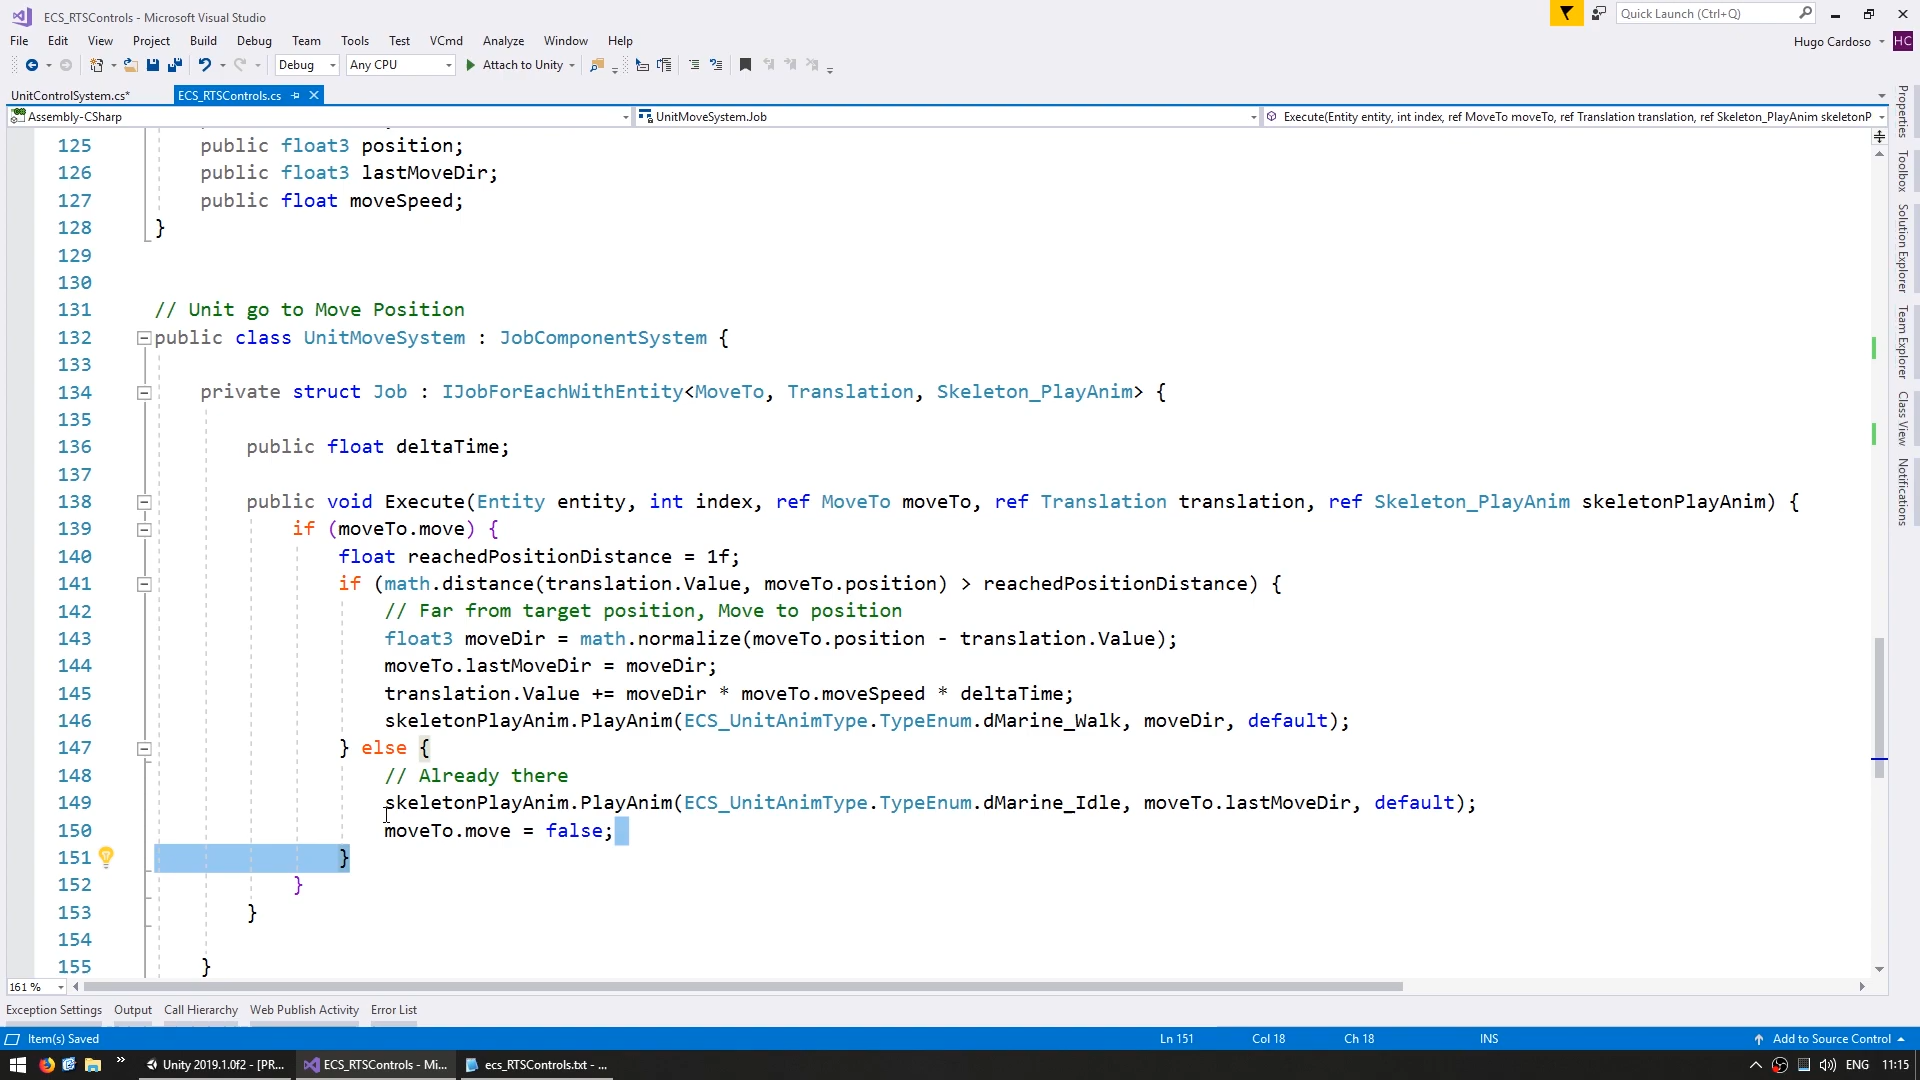 ECS_RTSControls - Microsoft Visual Studio
Quick Launch (Ctrl+Q)
File Edit View Project Build Debug Team Tools Test VCmd Analyze Window Help
Hugo Cardoso HC
Debug Any CPU Attach to Unity
UnitControlSystem.cs* ECS_RTSControls.cs
Assembly-CSharp UnitMoveSystem.Job Execute(Entity entity, int index, ref MoveTo moveTo, ref Translation translation, ref Skeleton_PlayAnim skeletonP
125 public float3 position;
126 public float3 lastMoveDir;
127 public float moveSpeed;
128 }
129
130
131 // Unit go to Move Position
132 public class UnitMoveSystem : JobComponentSystem {
133
134 private struct Job : IJobForEachWithEntity<MoveTo, Translation, Skeleton_PlayAnim> {
135
136 public float deltaTime;
137
138 public void Execute(Entity entity, int index, ref MoveTo moveTo, ref Translation translation, ref Skeleton_PlayAnim skeletonPlayAnim) {
139 if (moveTo.move) {
140 float reachedPositionDistance = 1f;
141 if (math.distance(translation.Value, moveTo.position) > reachedPositionDistance) {
142 // Far from target position, Move to position
143 float3 moveDir = math.normalize(moveTo.position - translation.Value);
144 moveTo.lastMoveDir = moveDir;
145 translation.Value += moveDir * moveTo.moveSpeed * deltaTime;
146 skeletonPlayAnim.PlayAnim(ECS_UnitAnimType.TypeEnum.dMarine_Walk, moveDir, default);
147 } else {
148 // Already there
149 skeletonPlayAnim.PlayAnim(ECS_UnitAnimType.TypeEnum.dMarine_Idle, moveTo.lastMoveDir, default);
150 moveTo.move = false;
151 }
152 }
153 }
154
155 }
161 %
Properties
Toolbox
Solution Explorer
Team Explorer
Class View
Notifications
Exception Settings Output Call Hierarchy Web Publish Activity Error List
Item(s) Saved Ln 151 Col 18 Ch 18 INS Add to Source Control
Unity 2019.1.0f2 - [PR... ECS_RTSControls - Mi... ecs_RTSControls.txt - ... ENG 11:15